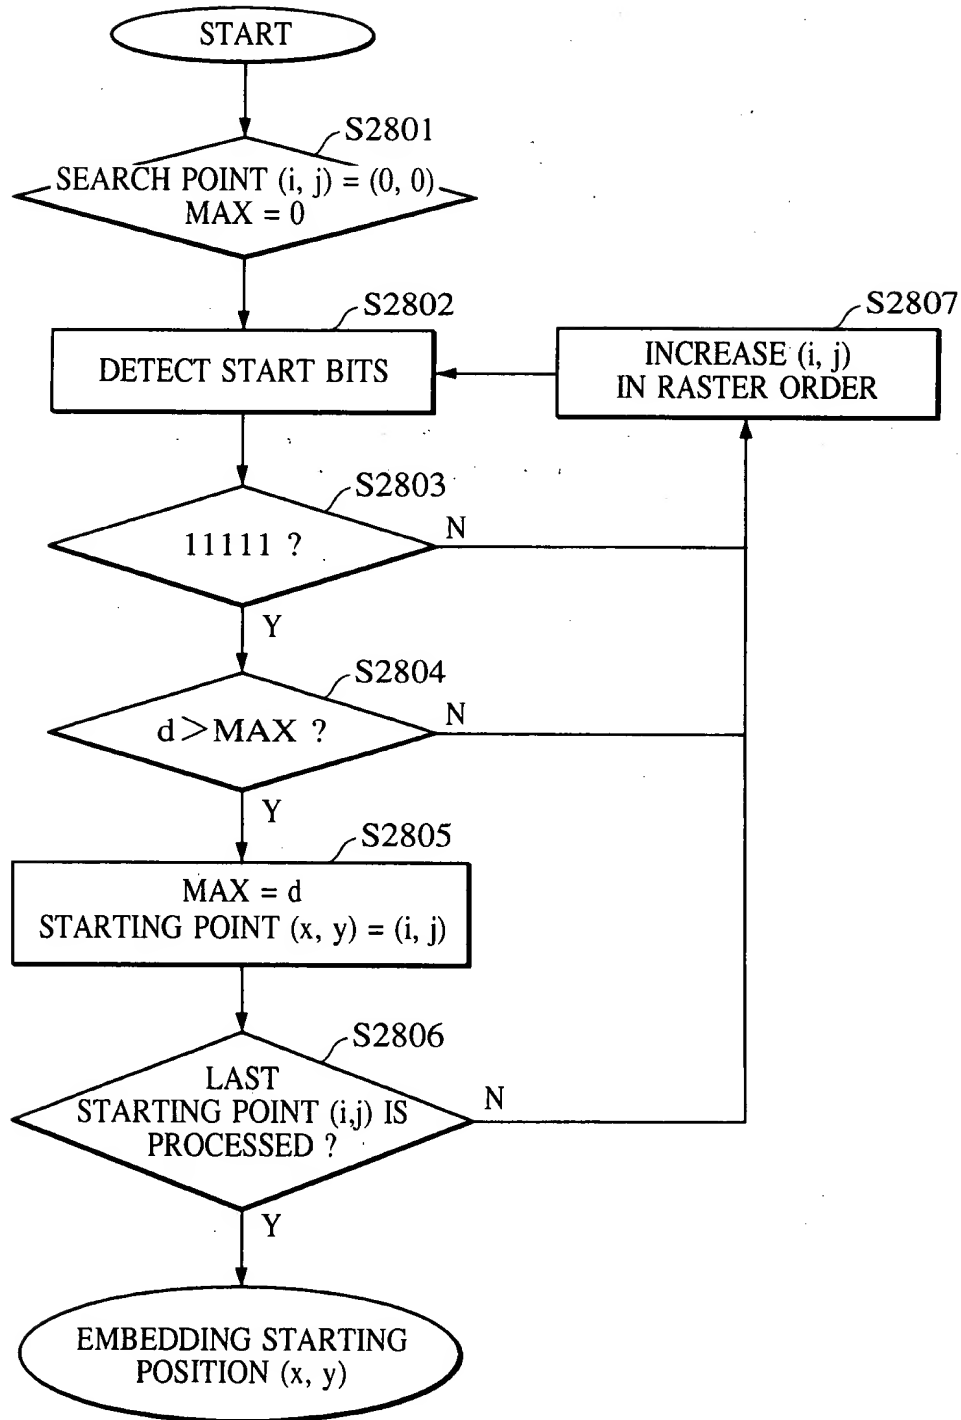 START
S2801
SEARCH POINT (i, j) = (0, 0)
MAX = 0
S2802
DETECT START BITS
S2807
INCREASE (i, j)
IN RASTER ORDER
S2803
11111 ?
N
Y
S2804
d>MAX ?
N
Y
S2805
MAX = d
STARTING POINT (x, y) = (i, j)
S2806
LAST
STARTING POINT (i,j) IS
PROCESSED ?
N
Y
EMBEDDING STARTING
POSITION (x, y)